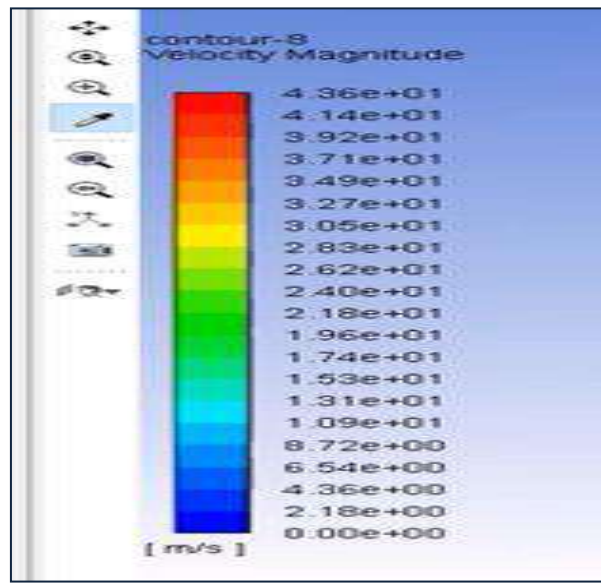 contour-8
Velocity Magnitude
4.36e+01
4.14e+01
3.92e+01
3.71e+01
3.49e+01
3.27e+01
3.05e+01
2.83e+01
2.62e+01
2.40e+01
2.18e+01
1.96e+01
1.74e+01
1.53e+01
1.31e+01
1.09e+01
8.72e+00
6.54e+00
4.36e+00
2.18e+00
0.00e+00
[ m/s ]